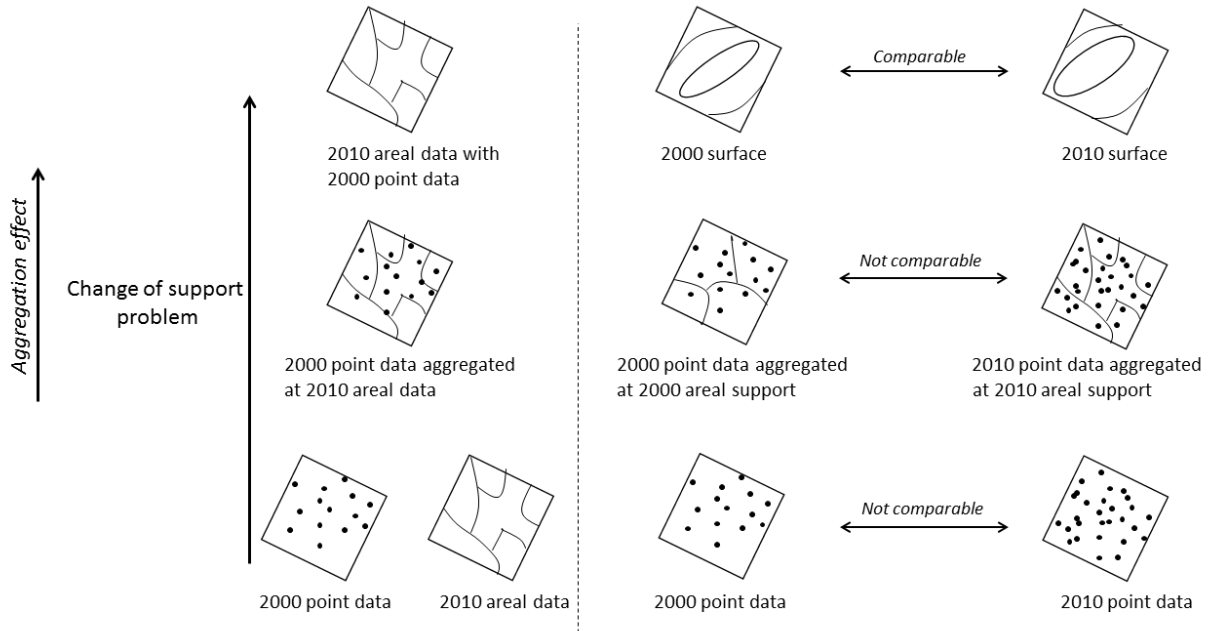 Aggregation effect
Change of support
problem
2010 areal data with
2000 point data
2000 point data aggregated
at 2010 areal data
2000 point data
2010 areal data
2000 surface
Comparable
2010 surface
2000 point data aggregated
at 2000 areal support
Not comparable
2010 point data aggregated
at 2010 areal support
2000 point data
Not comparable
2010 point data